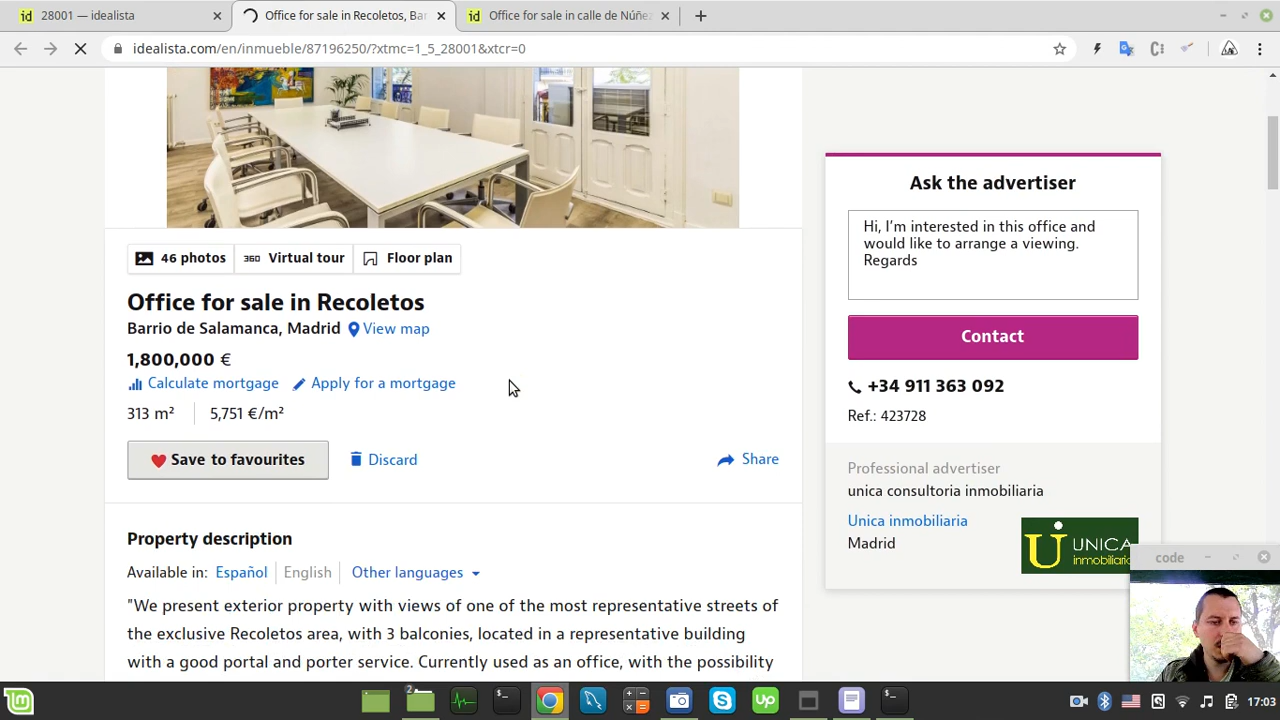 28001 — idealista
Office for sale in Recoletos, Bar
Office for sale in calle de Núñez
idealista.com/en/inmueble/87196250/?xtmc=1_5_28001&xtcr=0
46 photos
360 Virtual tour
Floor plan
Office for sale in Recoletos
Barrio de Salamanca, Madrid View map
1,800,000 €
Calculate mortgage Apply for a mortgage
313 m² 5,751 €/m²
Save to favourites Discard Share
Property description
Available in: Español English Other languages
"We present exterior property with views of one of the most representative streets of
the exclusive Recoletos area, with 3 balconies, located in a representative building
with a good portal and porter service. Currently used as an office, with the possibility
Ask the advertiser
Hi, I'm interested in this office and
would like to arrange a viewing.
Regards
Contact
+34 911 363 092
Ref.: 423728
Professional advertiser
unica consultoria inmobiliaria
Unica inmobiliaria
Madrid
UNICA
inmobiliaria
code
2
17:03